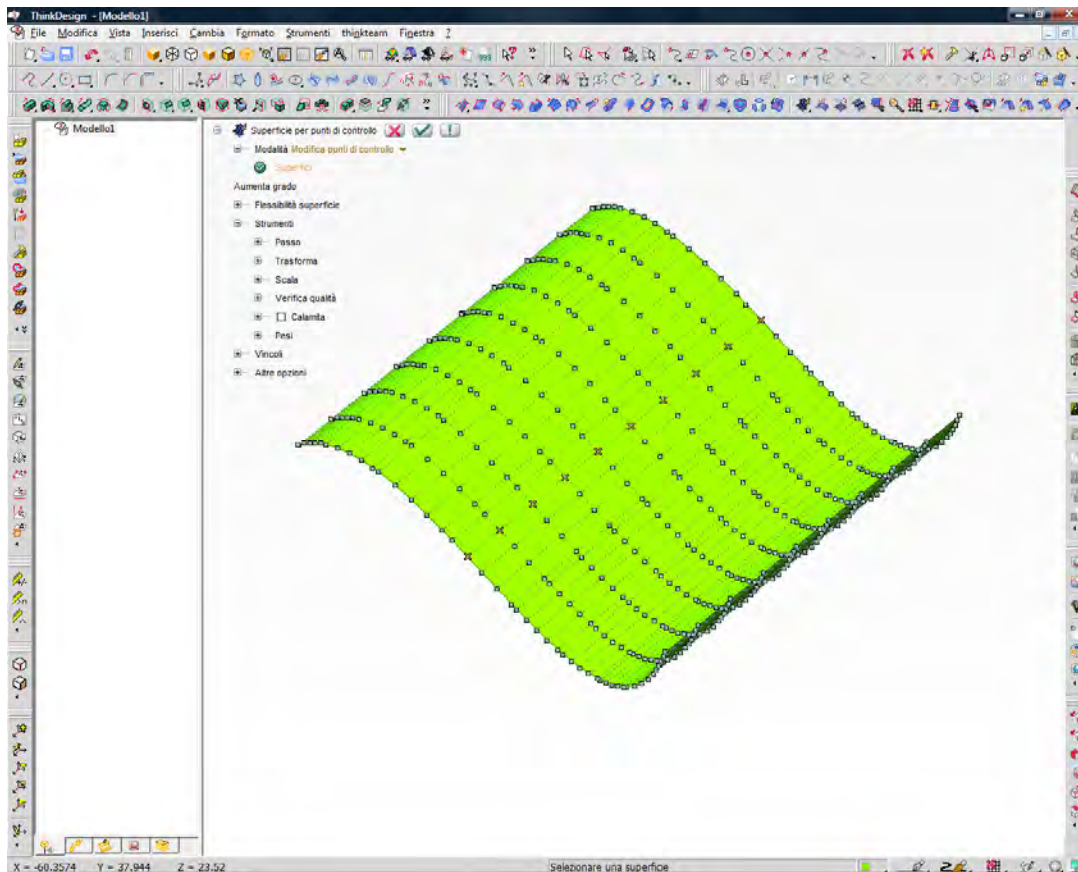 ThinkDesign - [Modello1]
File Modifica Vista Inserisci Cambia Formato Strumenti thinkteam Finestra ?
Modello1
Superficie per punti di controllo
Modalità Modifica punti di controllo
Superfici
Aumenta grado
Flessibilità superficie
Strumenti
Passo
Trasforma
Scala
Verifica qualità
Calamita
Pesi
Vincoli
Altre opzioni
X = -60.3574 Y = 37.944 Z = 23.52 Selezionare una superficie